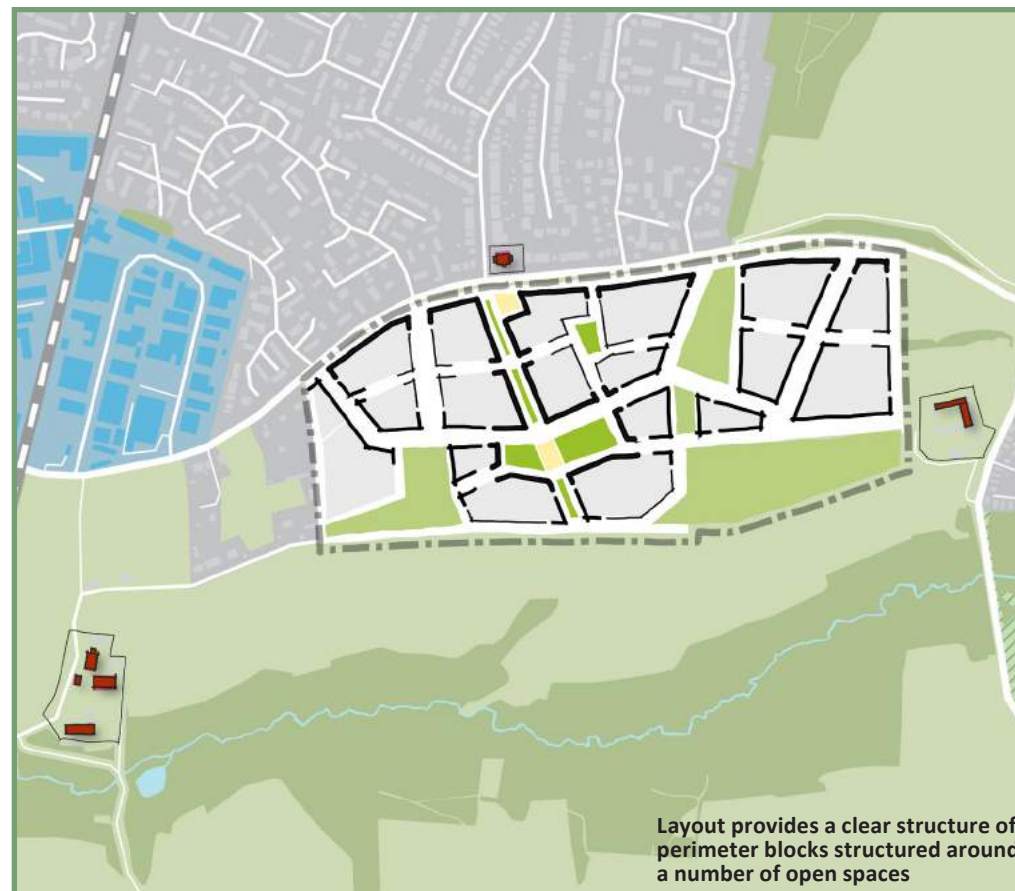 Layout provides a clear structure of
perimeter blocks structured around
a number of open spaces